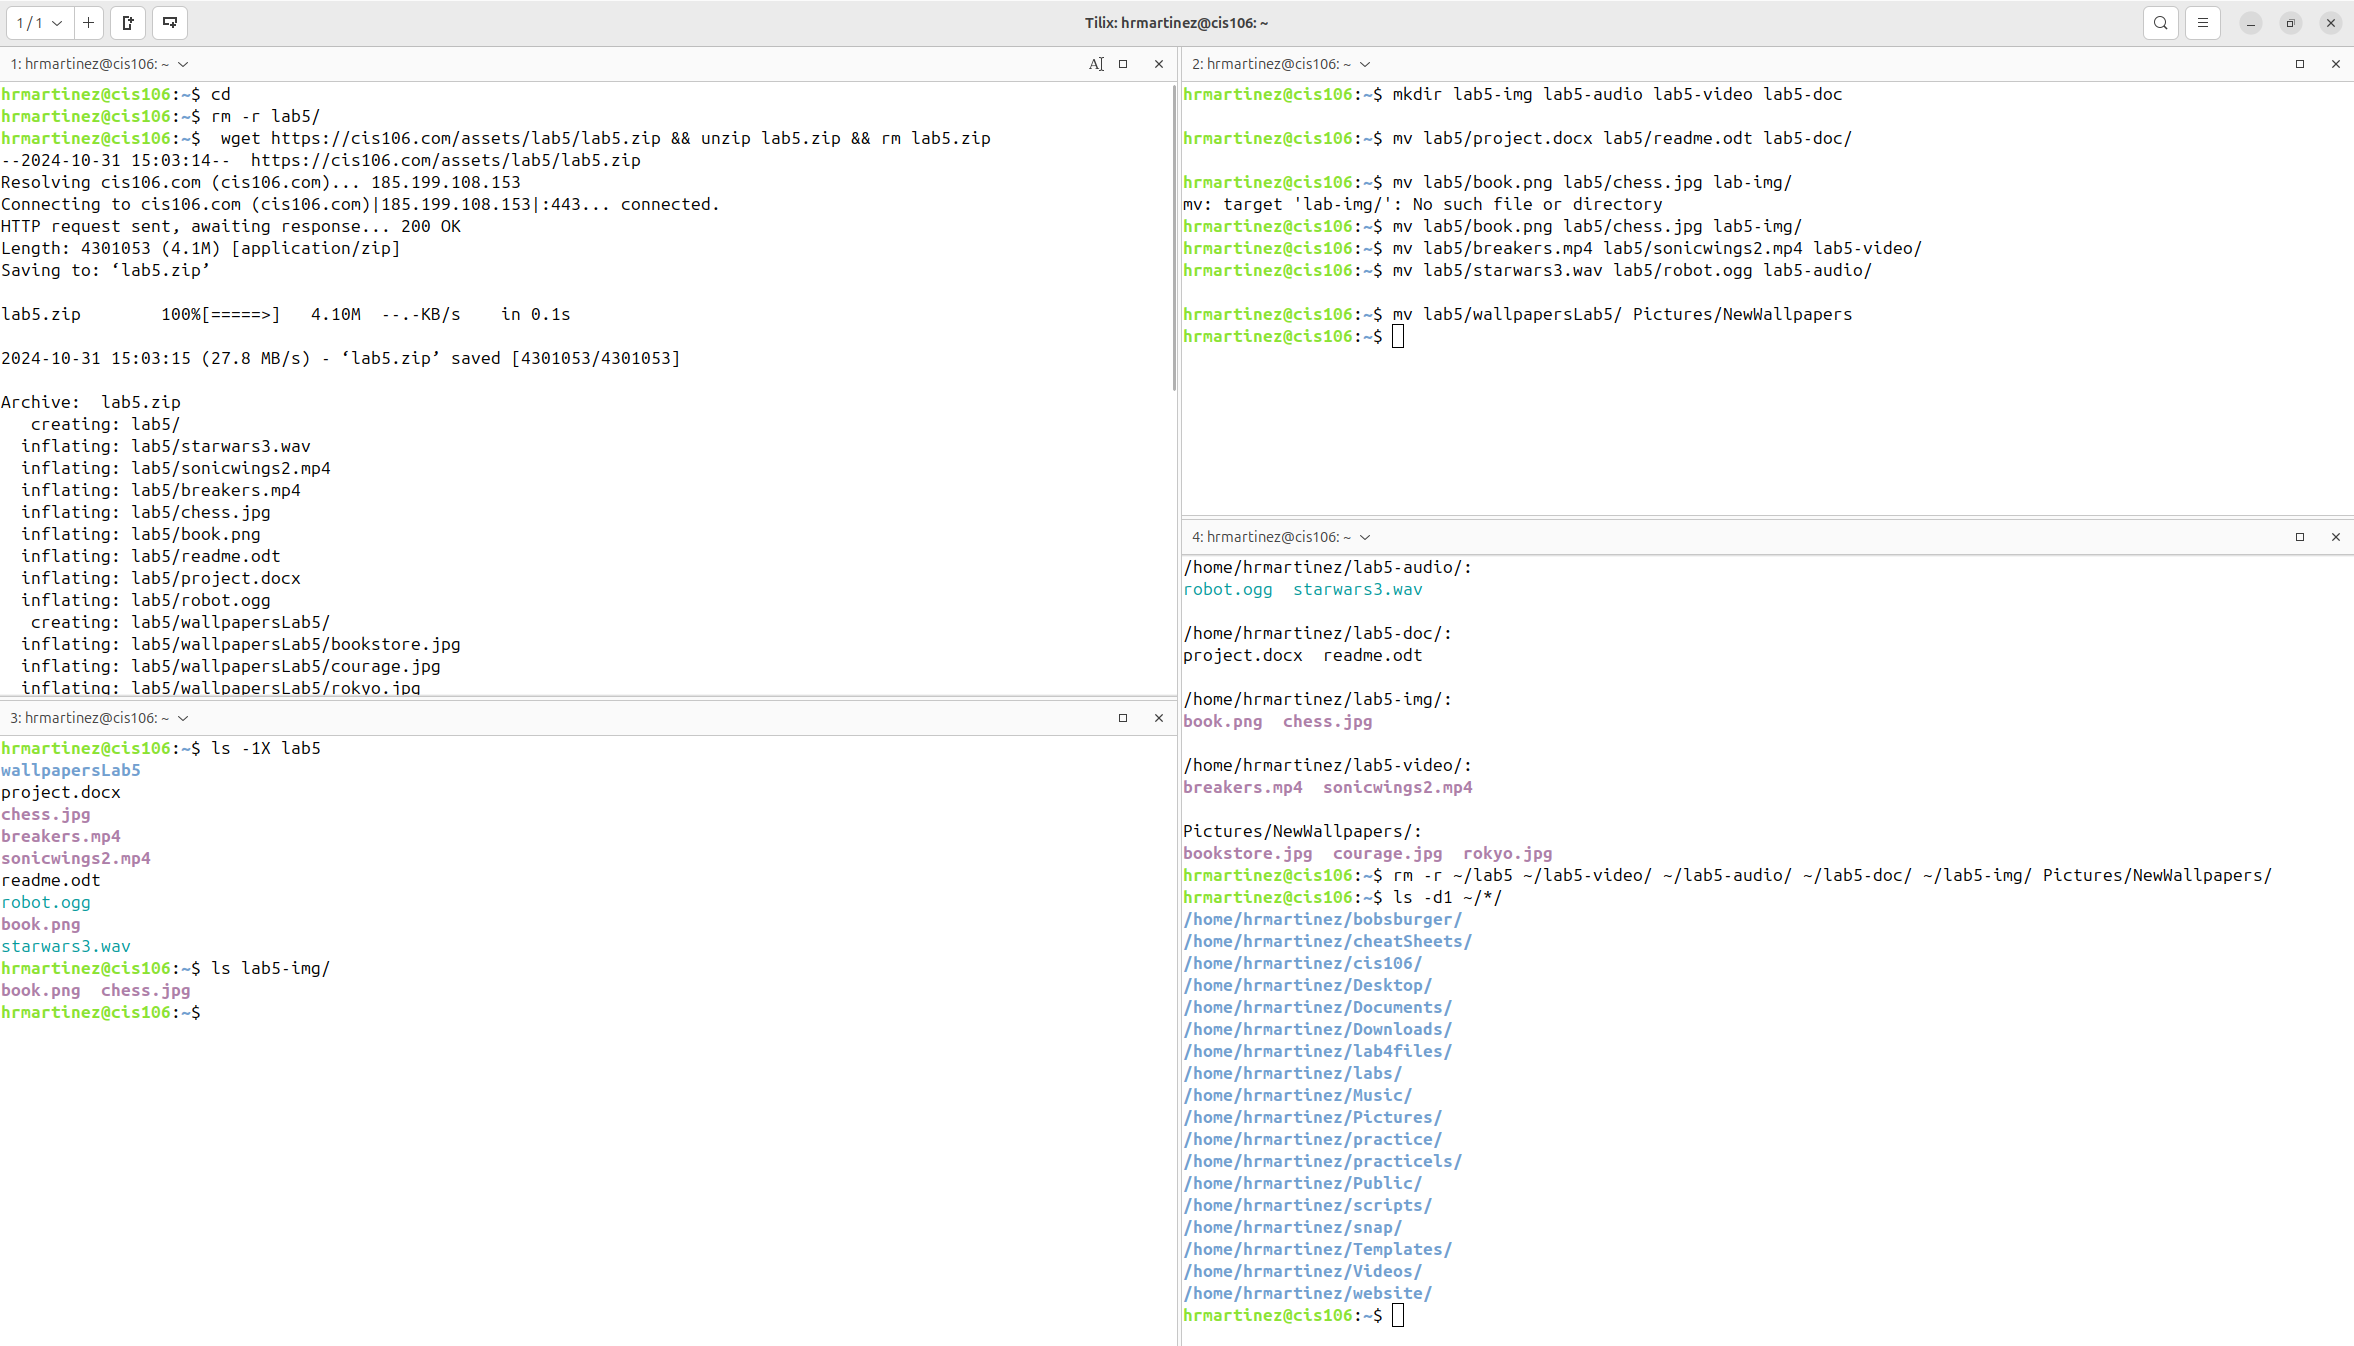 1 / 1
Tilix: hrmartinez@cis106: ~
1: hrmartinez@cis106: ~
hrmartinez@cis106:~$ cd
hrmartinez@cis106:~$ rm -r lab5/
hrmartinez@cis106:~$  wget https://cis106.com/assets/lab5/lab5.zip && unzip lab5.zip && rm lab5.zip
--2024-10-31 15:03:14--  https://cis106.com/assets/lab5/lab5.zip
Resolving cis106.com (cis106.com)... 185.199.108.153
Connecting to cis106.com (cis106.com)|185.199.108.153|:443... connected.
HTTP request sent, awaiting response... 200 OK
Length: 4301053 (4.1M) [application/zip]
Saving to: ‘lab5.zip’
lab5.zip        100%[=====>]   4.10M  --.-KB/s    in 0.1s
2024-10-31 15:03:15 (27.8 MB/s) - ‘lab5.zip’ saved [4301053/4301053]
Archive:  lab5.zip
   creating: lab5/
  inflating: lab5/starwars3.wav
  inflating: lab5/sonicwings2.mp4
  inflating: lab5/breakers.mp4
  inflating: lab5/chess.jpg
  inflating: lab5/book.png
  inflating: lab5/readme.odt
  inflating: lab5/project.docx
  inflating: lab5/robot.ogg
   creating: lab5/wallpapersLab5/
  inflating: lab5/wallpapersLab5/bookstore.jpg
  inflating: lab5/wallpapersLab5/courage.jpg
  inflating: lab5/wallpapersLab5/rokyo.jpg
2: hrmartinez@cis106: ~
hrmartinez@cis106:~$ mkdir lab5-img lab5-audio lab5-video lab5-doc
hrmartinez@cis106:~$ mv lab5/project.docx lab5/readme.odt lab5-doc/
hrmartinez@cis106:~$ mv lab5/book.png lab5/chess.jpg lab-img/
mv: target 'lab-img/': No such file or directory
hrmartinez@cis106:~$ mv lab5/book.png lab5/chess.jpg lab5-img/
hrmartinez@cis106:~$ mv lab5/breakers.mp4 lab5/sonicwings2.mp4 lab5-video/
hrmartinez@cis106:~$ mv lab5/starwars3.wav lab5/robot.ogg lab5-audio/
hrmartinez@cis106:~$ mv lab5/wallpapersLab5/ Pictures/NewWallpapers
hrmartinez@cis106:~$
3: hrmartinez@cis106: ~
hrmartinez@cis106:~$ ls -1X lab5
wallpapersLab5
project.docx
chess.jpg
breakers.mp4
sonicwings2.mp4
readme.odt
robot.ogg
book.png
starwars3.wav
hrmartinez@cis106:~$ ls lab5-img/
book.png  chess.jpg
hrmartinez@cis106:~$
4: hrmartinez@cis106: ~
/home/hrmartinez/lab5-audio/:
robot.ogg  starwars3.wav
/home/hrmartinez/lab5-doc/:
project.docx  readme.odt
/home/hrmartinez/lab5-img/:
book.png  chess.jpg
/home/hrmartinez/lab5-video/:
breakers.mp4  sonicwings2.mp4
Pictures/NewWallpapers/:
bookstore.jpg  courage.jpg  rokyo.jpg
hrmartinez@cis106:~$ rm -r ~/lab5 ~/lab5-video/ ~/lab5-audio/ ~/lab5-doc/ ~/lab5-img/ Pictures/NewWallpapers/
hrmartinez@cis106:~$ ls -d1 ~/*/
/home/hrmartinez/bobsburger/
/home/hrmartinez/cheatSheets/
/home/hrmartinez/cis106/
/home/hrmartinez/Desktop/
/home/hrmartinez/Documents/
/home/hrmartinez/Downloads/
/home/hrmartinez/lab4files/
/home/hrmartinez/labs/
/home/hrmartinez/Music/
/home/hrmartinez/Pictures/
/home/hrmartinez/practice/
/home/hrmartinez/practicels/
/home/hrmartinez/Public/
/home/hrmartinez/scripts/
/home/hrmartinez/snap/
/home/hrmartinez/Templates/
/home/hrmartinez/Videos/
/home/hrmartinez/website/
hrmartinez@cis106:~$